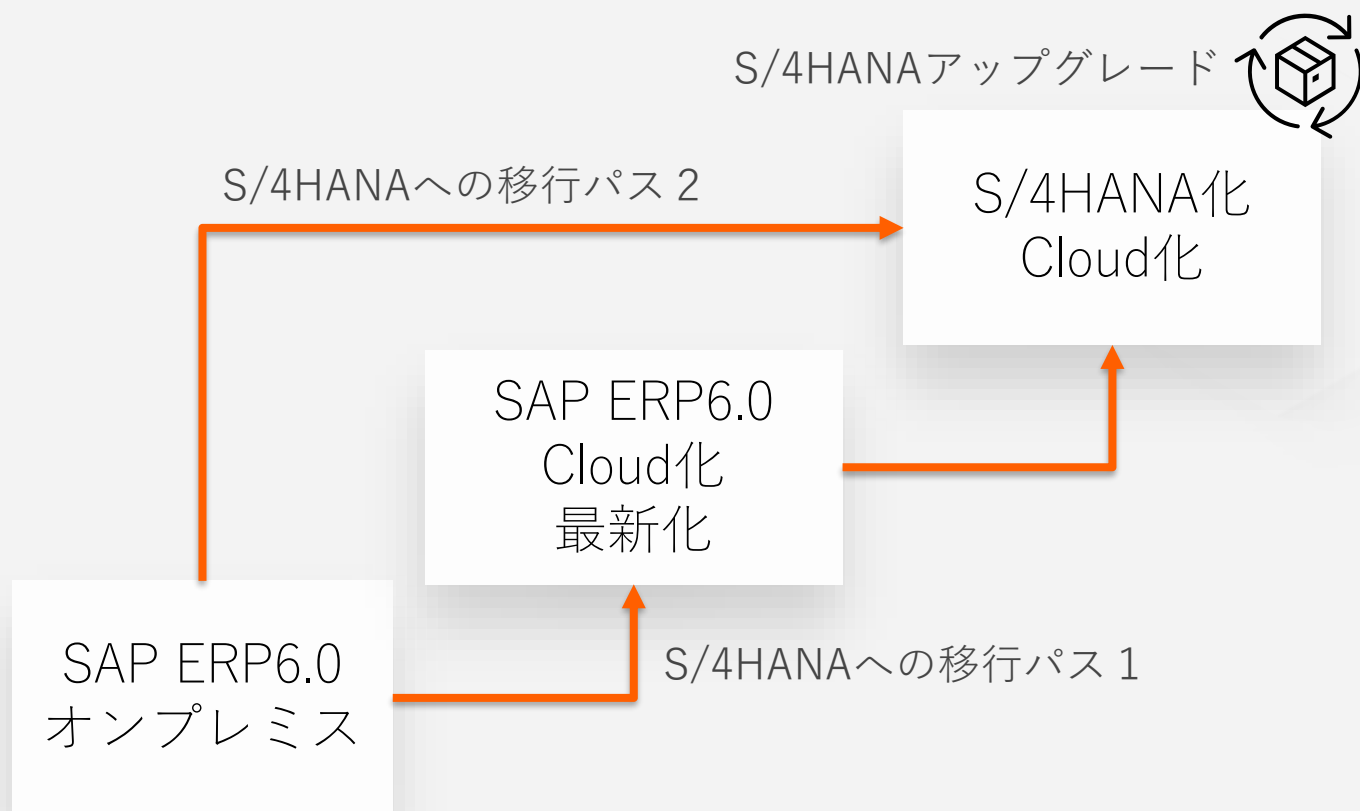 S/4HANAアップグレード
S/4HANAへの移行パス 2
S/4HANA化
Cloud化
SAP ERP6.0
Cloud化
最新化
S/4HANAへの移行パス 1
SAP ERP6.0
オンプレミス